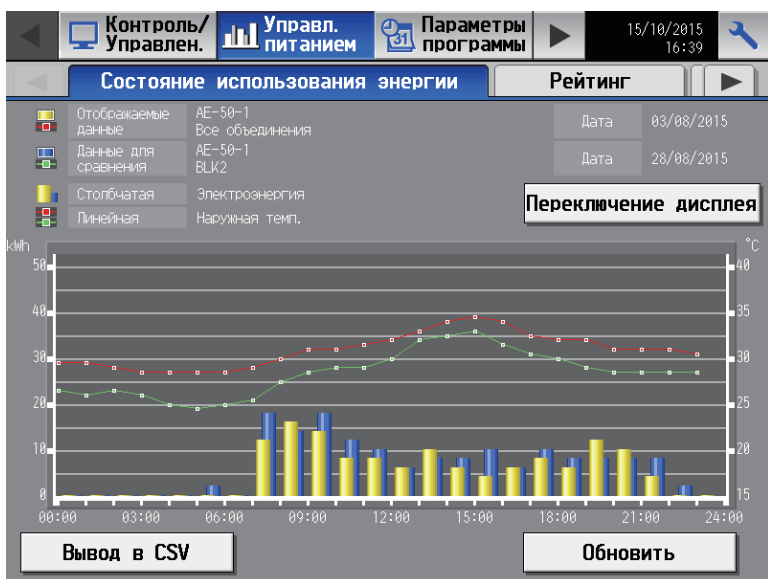 Контроль/
Управлен.
Управл.
питанием
31
Параметры
программы
15/10/2015
16:39
Состояние использования энергии
Рейтинг
Отображаемые
данные
AE-50-1
Все объединения
Дата
03/08/2015
Данные для
сравнения
AE-50-1
BLK2
Дата
28/08/2015
Столбчатая
Электроэнергия
Линейная
Наружная темп.
Переключение дисплея
kWh
°C
50
40
40
35
30
30
20
25
10
20
0
15
00:00 03:00 06:00 09:00 12:00 15:00 18:00 21:00 24:00
Вывод в CSV
Обновить